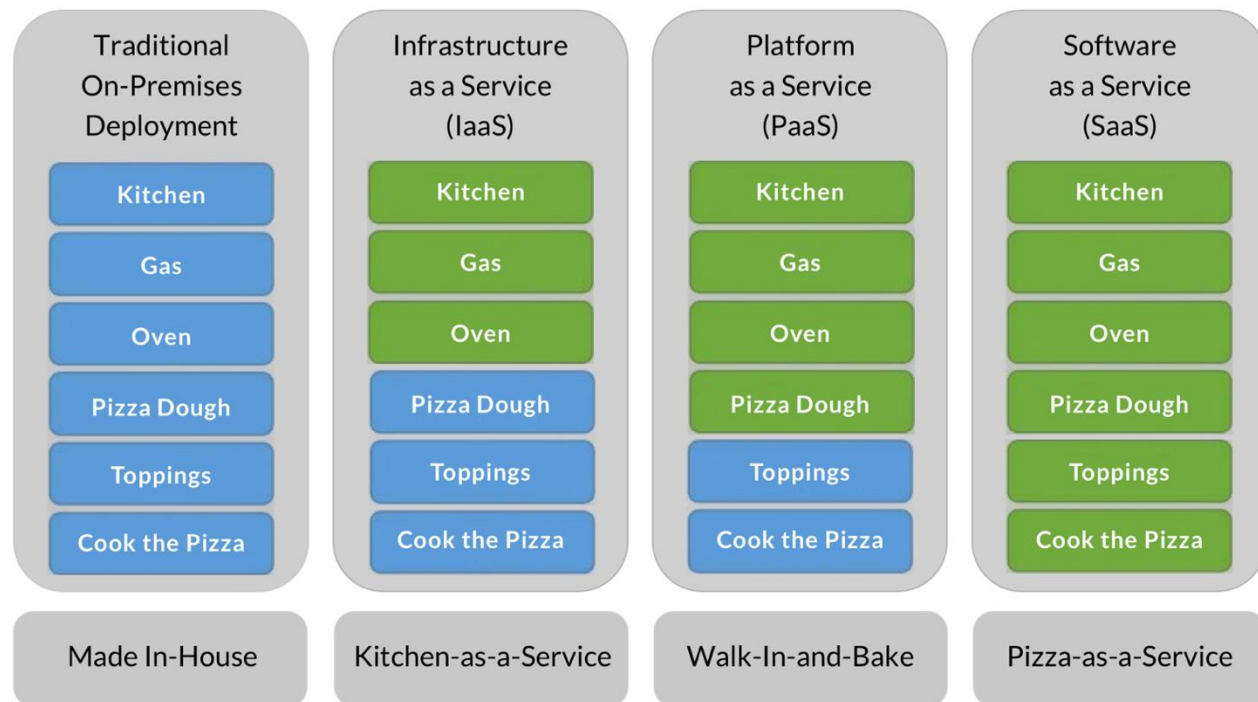 Traditional
On-Premises
Deployment
Kitchen
Gas
Oven
Pizza Dough
Toppings
Cook the Pizza
Made In-House
Infrastructure
as a Service
(IaaS)
Kitchen
Gas
Oven
Pizza Dough
Toppings
Cook the Pizza
Kitchen-as-a-Service
Platform
as a Service
(PaaS)
Kitchen
Gas
Oven
Pizza Dough
Toppings
Cook the Pizza
Walk-In-and-Bake
Software
as a Service
(SaaS)
Kitchen
Gas
Oven
Pizza Dough
Toppings
Cook the Pizza
Pizza-as-a-Service